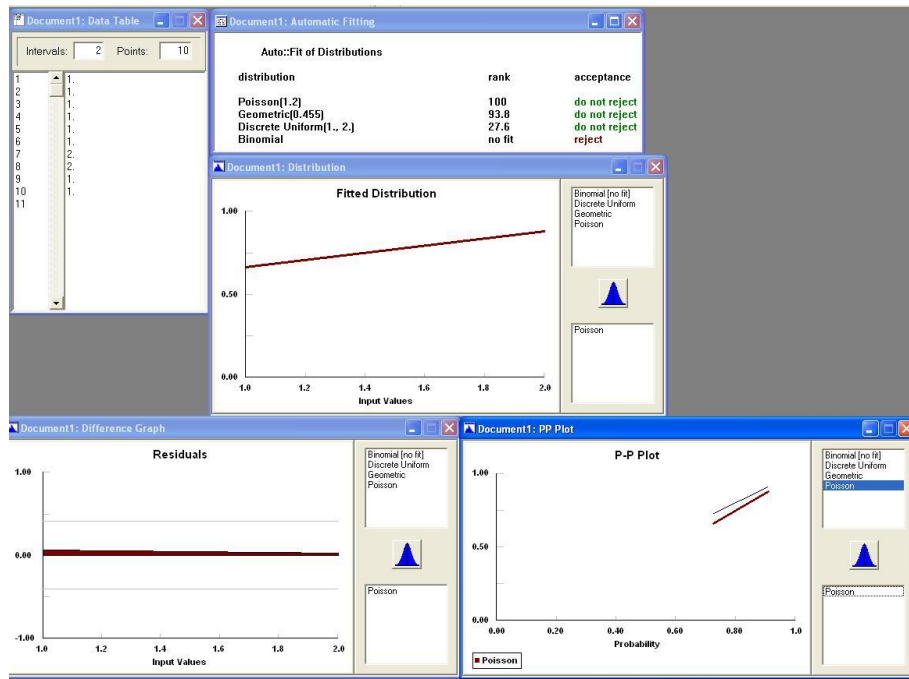 Document1: Data Table
Intervals: 2 Points: 10
1 1.
2 1.
3 1.
4 1.
5 1.
6 1.
7 2.
8 2.
9 1.
10 1.
11
Document1: Automatic Fitting
Auto::Fit of Distributions
distribution rank acceptance
Poisson(1.2) 100 do not reject
Geometric(0.455) 93.8 do not reject
Discrete Uniform(1., 2.) 27.6 do not reject
Binomial no fit reject
Document1: Distribution
Fitted Distribution
1.00
0.50
0.00
1.0 1.2 1.4 1.6 1.8 2.0
Input Values
Binomial [no fit]
Discrete Uniform
Geometric
Poisson
Poisson
Document1: Difference Graph
Residuals
1.00
0.00
-1.00
1.0 1.2 1.4 1.6 1.8 2.0
Input Values
Binomial [no fit]
Discrete Uniform
Geometric
Poisson
Poisson
Document1: PP Plot
P-P Plot
1.00
0.50
0.00
0.00 0.20 0.40 0.60 0.80 1.0
Probability
Poisson
Binomial [no fit]
Discrete Uniform
Geometric
Poisson
Poisson